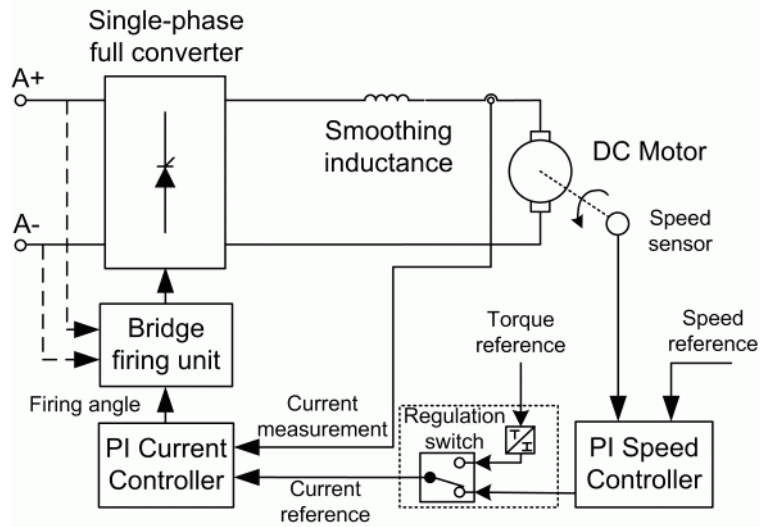 Single-phase
full converter
A+
Smoothing
inductance
DC Motor
A-
Speed
sensor
Bridge
firing unit
Torque
reference
Speed
reference
Firing angle
Current
measurement
Regulation
switch
T
I
PI Current
Controller
PI Speed
Controller
Current
reference